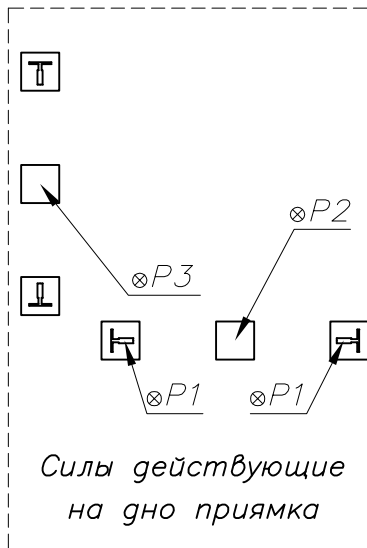 ⊗P2
⊗P3
⊗P1 ⊗P1
Силы действующие
на дно приямка